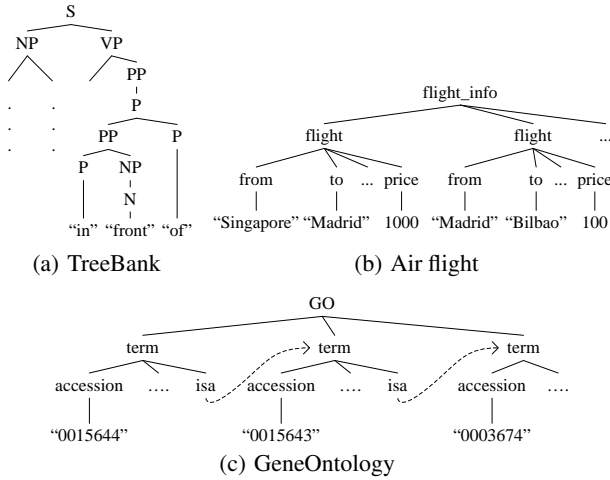 S
NP VP
PP
P
. . PP P
. . P NP
. .
N
“in” “front” “of”
(a) TreeBank
flight_info
flight flight ...
from to ... price from to ... price
“Singapore” “Madrid” 1000 “Madrid” “Bilbao” 100
(b) Air flight
GO
term term term
accession .... isa accession .... isa accession ....
“0015644” “0015643” “0003674”
(c) GeneOntology